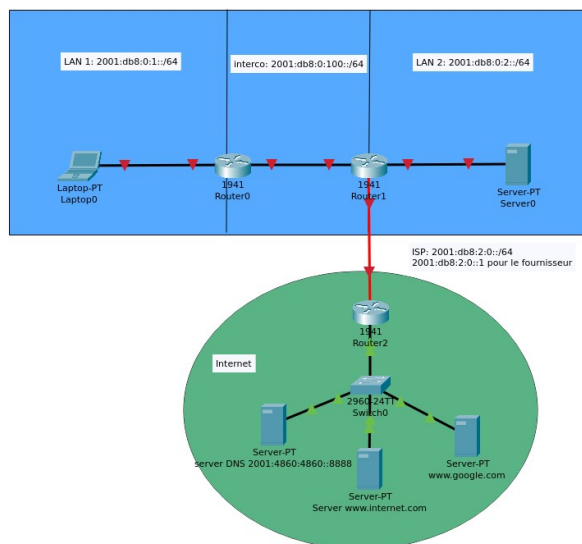 LAN 1: 2001:db8:0:1::/64
interco: 2001:db8:0:100::/64
LAN 2: 2001:db8:0:2::/64
Laptop-PT
Laptop0
1941
Router0
1941
Router1
Server-PT
Server0
ISP: 2001:db8:2:0::/64
2001:db8:2:0::1 pour le fournisseur
1941
Router2
Internet
2960-24TT
Switch0
Server-PT
server DNS 2001:4860:4860::8888
Server-PT
www.google.com
Server-PT
Server www.internet.com